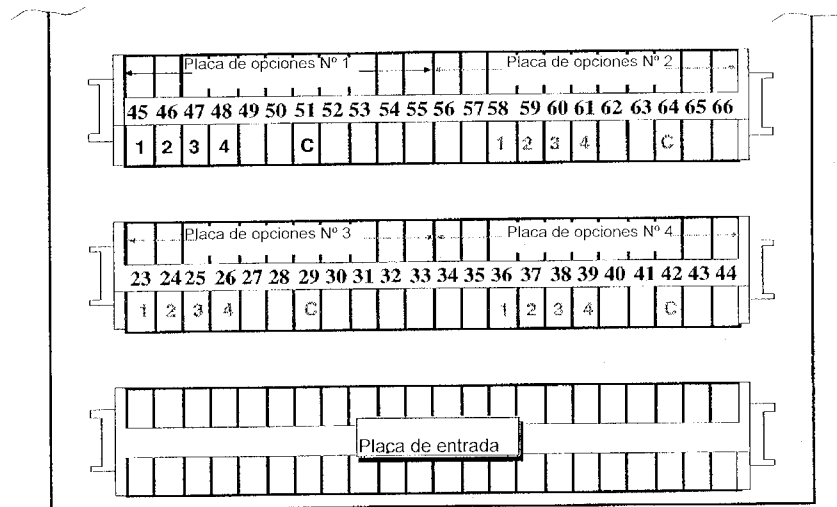 Placa de opciones Nº 1 Placa de opciones Nº 2
45 46 47 48 49 50 51 52 53 54 55 56 57 58 59 60 61 62 63 64 65 66
1 2 3 4 C 1 2 3 4 C
Placa de opciones Nº 3 Placa de opciones Nº 4
23 24 25 26 27 28 29 30 31 32 33 34 35 36 37 38 39 40 41 42 43 44
1 2 3 4 C 1 2 3 4 C
Placa de entrada